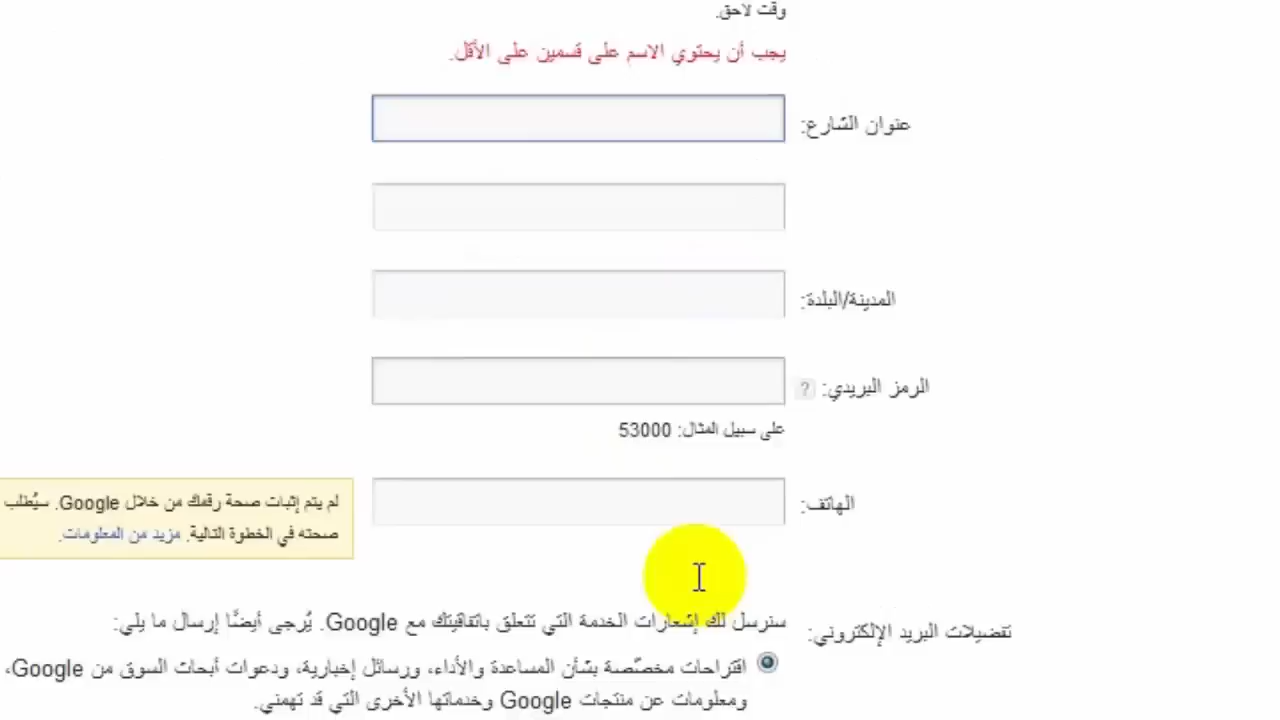 وقت لاحق.
يجب أن يحتوي الاسم على قسمين على الأقل.
عنوان الشارع:
المدينة/البلدة:
الرمز البريدي: ?
على سبيل المثال: 53000
الهاتف:
لم يتم إثبات صحة رقمك من خلال Google. سيُطلب
صحته في الخطوة التالية. مزيد من المعلومات.
تفضيلات البريد الإلكتروني:
سنرسل لك إشعارات الخدمة التي تتعلق باتفاقيتك مع Google. يُرجى أيضًا إرسال ما يلي:
اقتراحات مخصّصة بشأن المساعدة والأداء، ورسائل إخبارية، ودعوات أبحاث السوق من Google،
ومعلومات عن منتجات Google وخدماتها الأخرى التي قد تهمني.